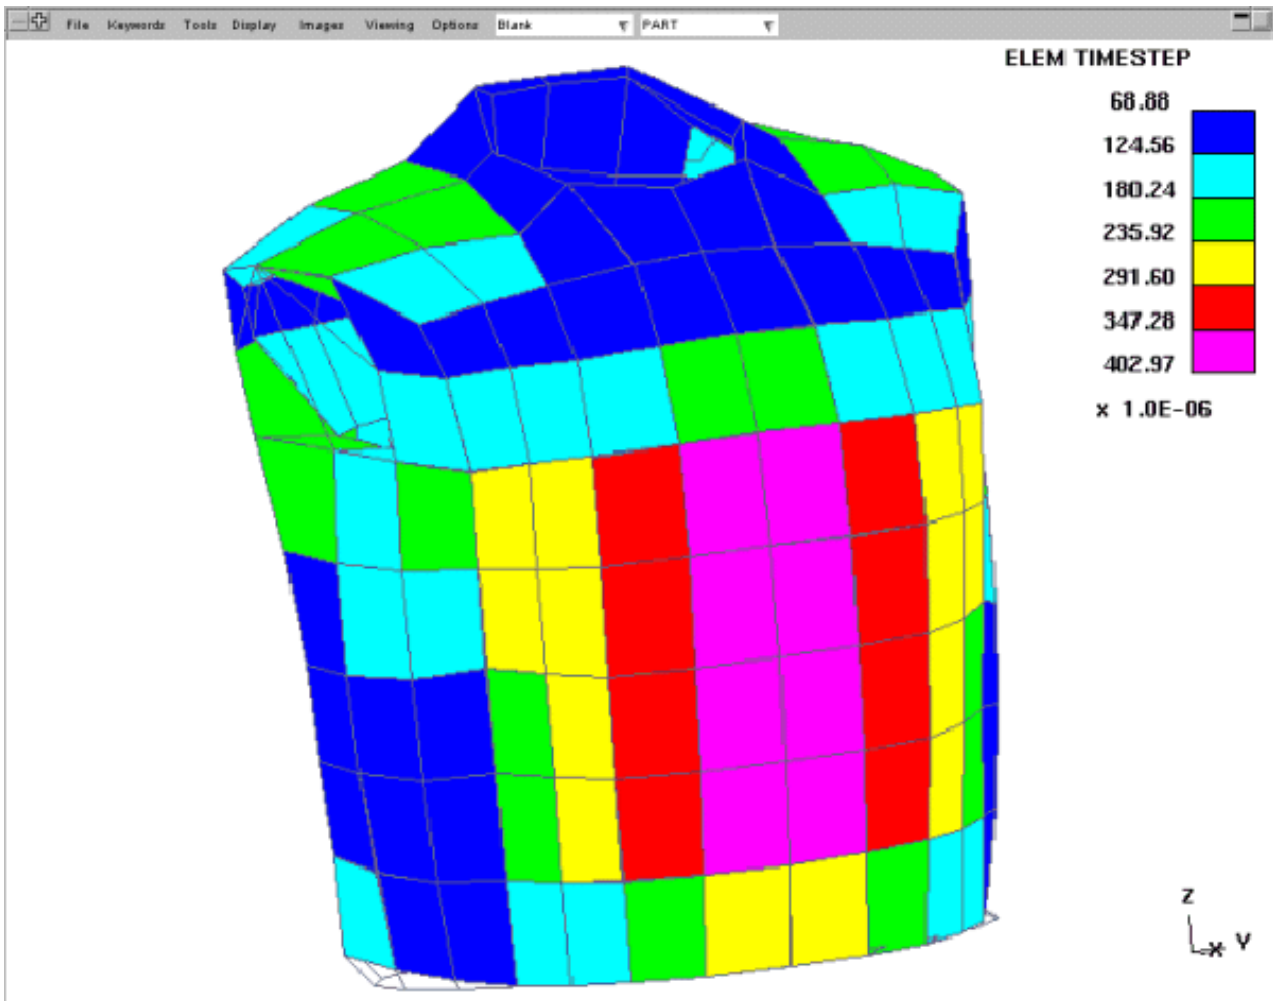 File Keywords Tools Display Images Viewing Options Blank PART
ELEM TIMESTEP
68.88
124.56
180.24
235.92
291.60
347.28
402.97
x 1.0E-06
Z
X Y